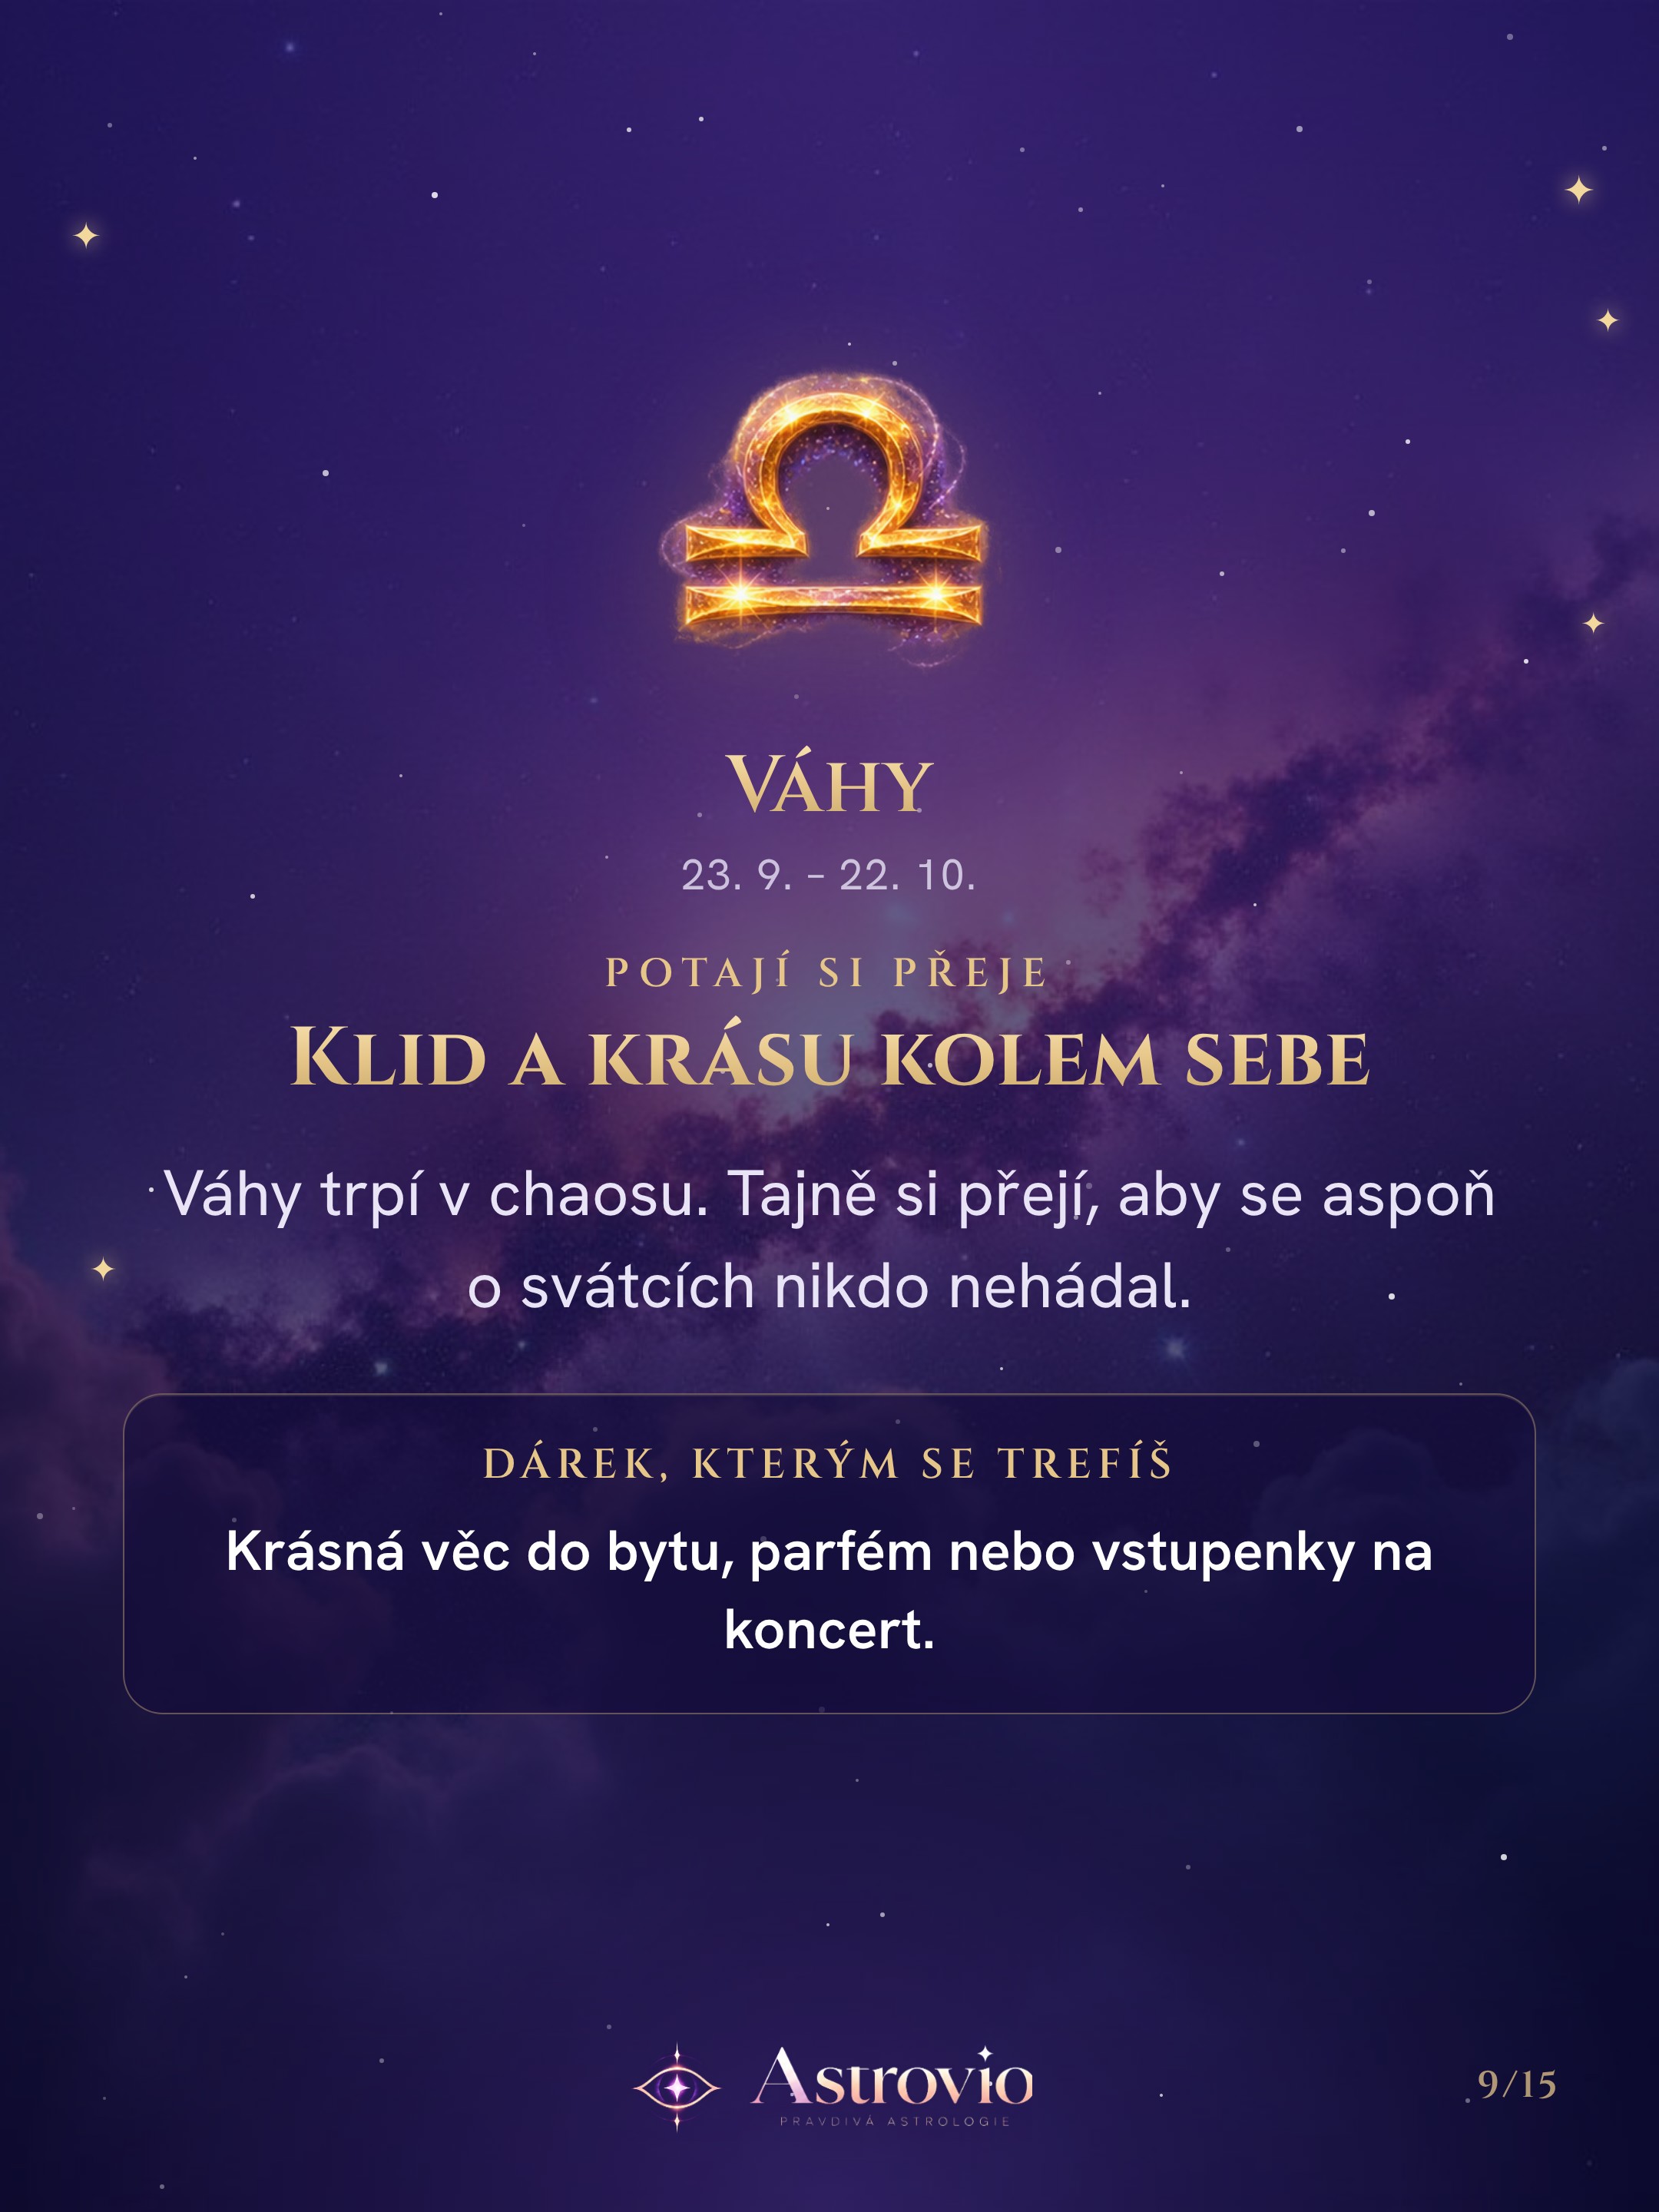 Váhy
23. 9. – 22. 10.
POTAJÍ SI PŘEJE
Klid a krásu kolem sebe
Váhy trpí v chaosu. Tajně si přejí, aby se aspoň
o svátcích nikdo nehádal.
DÁREK, KTERÝM SE TREFÍŠ
Krásná věc do bytu, parfém nebo vstupenky na
koncert.
Astrovio
PRAVDIVÁ ASTROLOGIE
9/15